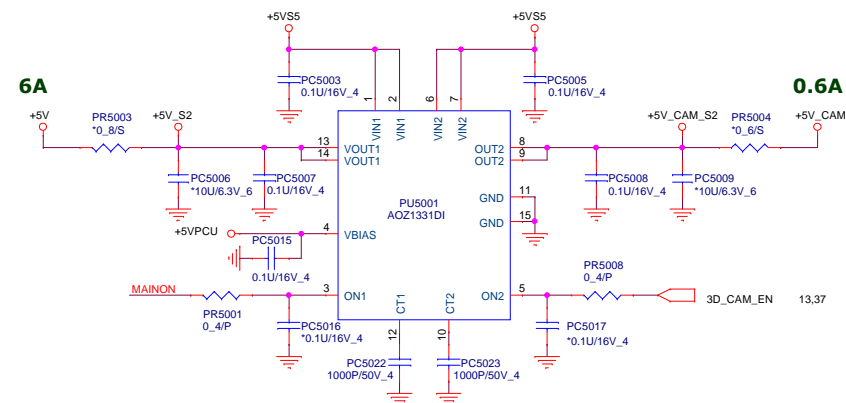 +5VS5
+5VS5
PC5003
0.1U/16V_4
PC5005
0.1U/16V_4
6A
0.6A
+5V
PR5003
*0_8/S
+5V_S2
+5V_CAM_S2
PR5004
*0_6/S
+5V_CAM
1
2
6
7
VIN1
VIN1
VIN2
VIN2
13
VOUT1
14
VOUT1
OUT2
8
OUT2
9
PC5006
*10U/6.3V_6
PC5007
0.1U/16V_4
PC5008
0.1U/16V_4
PC5009
*10U/6.3V_6
PU5001
AOZ1331DI
GND
11
GND
15
+5VPCU
4
VBIAS
PC5015
0.1U/16V_4
MAINON
PR5001
0_4/P
3
ON1
ON2
5
PR5008
0_4/P
3D_CAM_EN
13,37
PC5016
*0.1U/16V_4
PC5017
*0.1U/16V_4
CT1
CT2
12
10
PC5022
1000P/50V_4
PC5023
1000P/50V_4